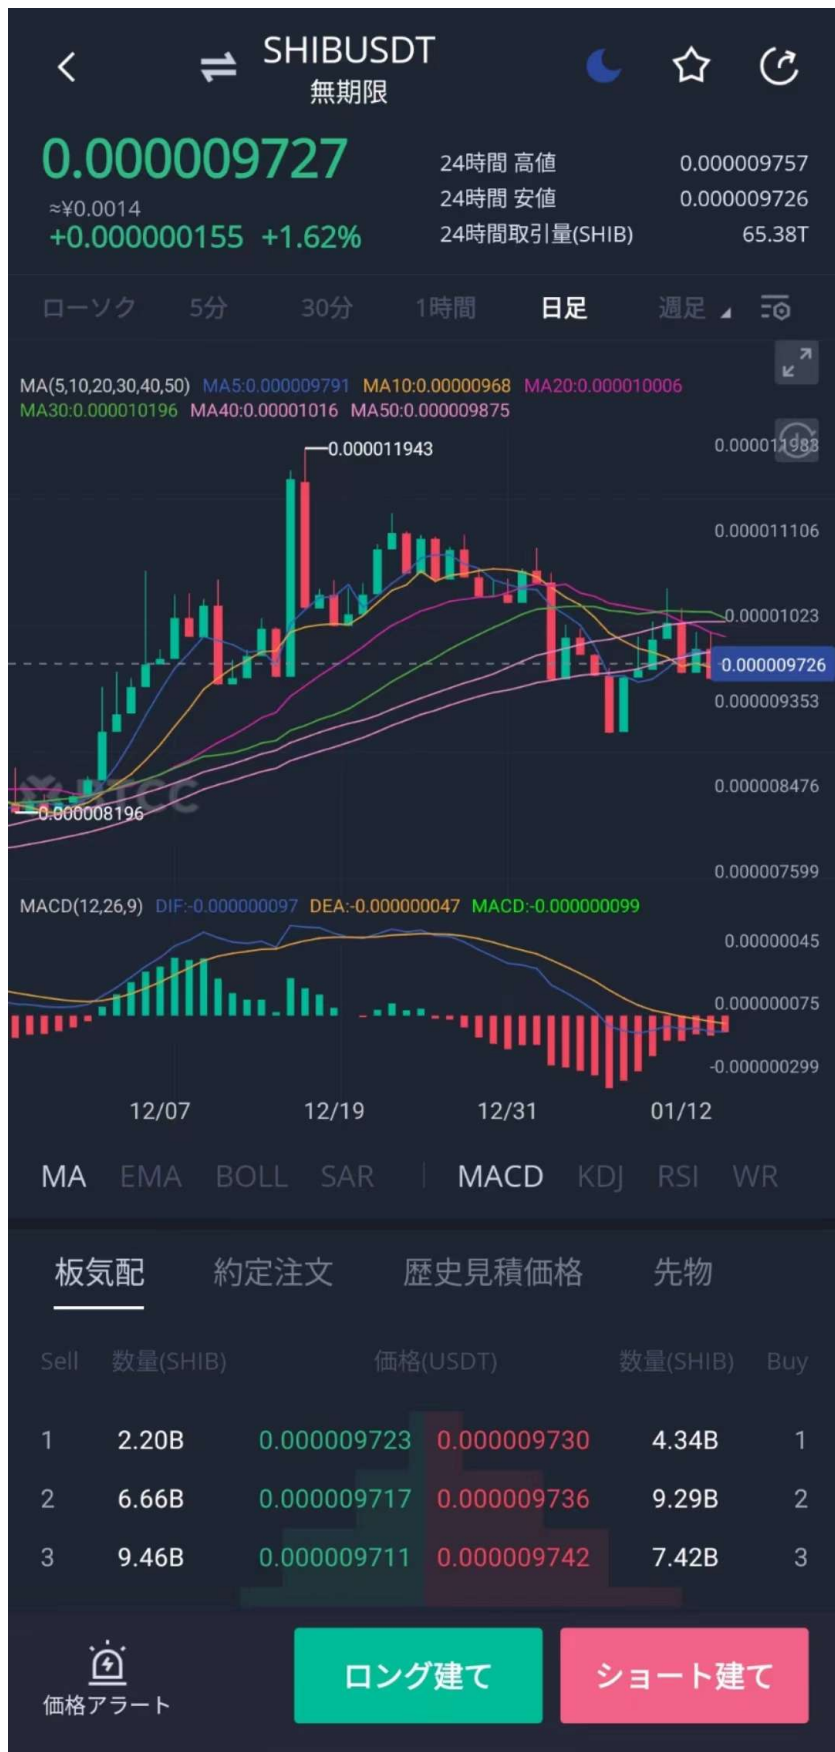 SHIBUSDT
無期限
0.000009727
≈¥0.0014
+0.000000155 +1.62%
24時間 高値 0.000009757
24時間 安値 0.000009726
24時間取引量(SHIB) 65.38T
ローソク 5分 30分 1時間 日足 週足
MA(5,10,20,30,40,50) MA5:0.000009791 MA10:0.00000968 MA20:0.000010006
MA30:0.000010196 MA40:0.00001016 MA50:0.000009875
0.000011943
0.000011983
0.000011106
0.00001023
0.000009726
0.000009353
0.000008476
BTCC
0.000008196
0.000007599
MACD(12,26,9) DIF:-0.000000097 DEA:-0.000000047 MACD:-0.000000099
0.00000045
0.000000075
-0.000000299
12/07 12/19 12/31 01/12
MA EMA BOLL SAR MACD KDJ RSI WR
板気配 約定注文 歴史見積価格 先物
Sell 数量(SHIB) 価格(USDT) 数量(SHIB) Buy
1 2.20B 0.000009723 0.000009730 4.34B 1
2 6.66B 0.000009717 0.000009736 9.29B 2
3 9.46B 0.000009711 0.000009742 7.42B 3
価格アラート ロング建て ショート建て